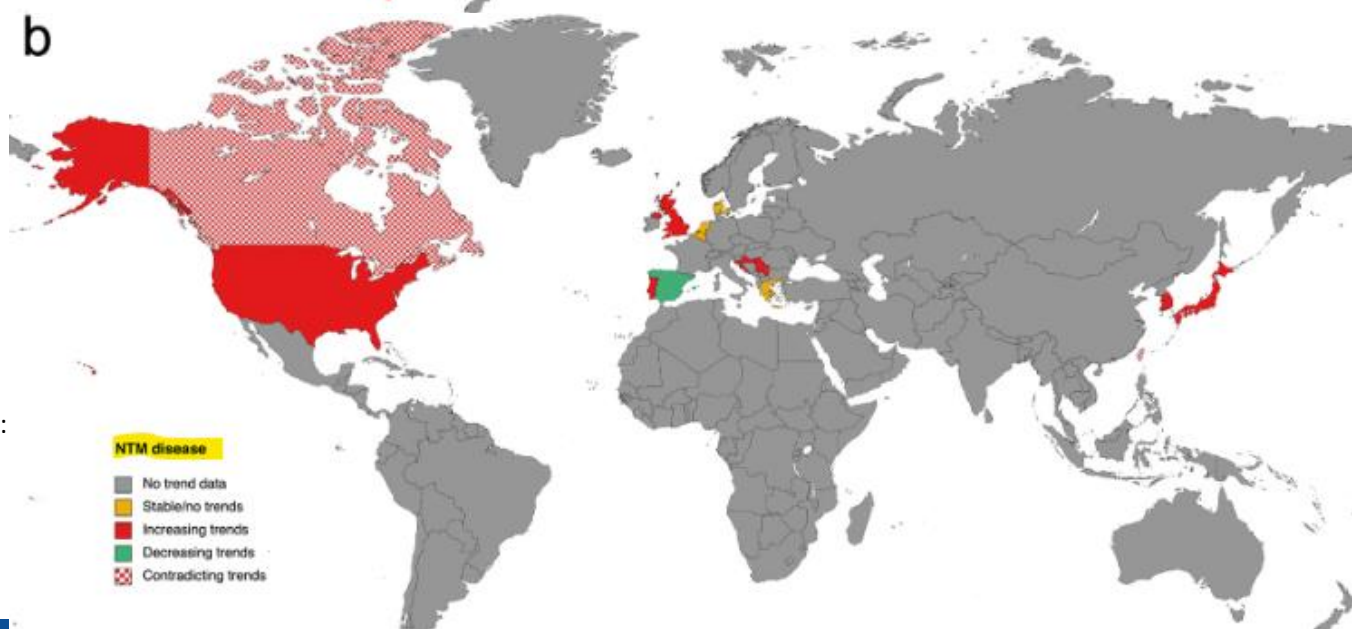 b
:
NTM disease
No trend data
Stable/no trends
Increasing trends
Decreasing trends
Contradicting trends